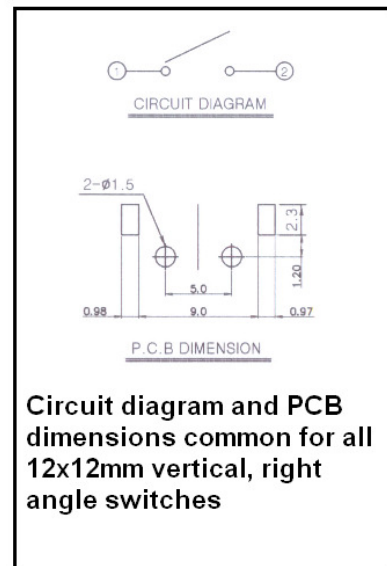 1 2
CIRCUIT DIAGRAM
2-ø1.5
2.3
1.20
5.0
0.98 9.0 0.97
P.C.B DIMENSION
Circuit diagram and PCB
dimensions common for all
12x12mm vertical, right
angle switches